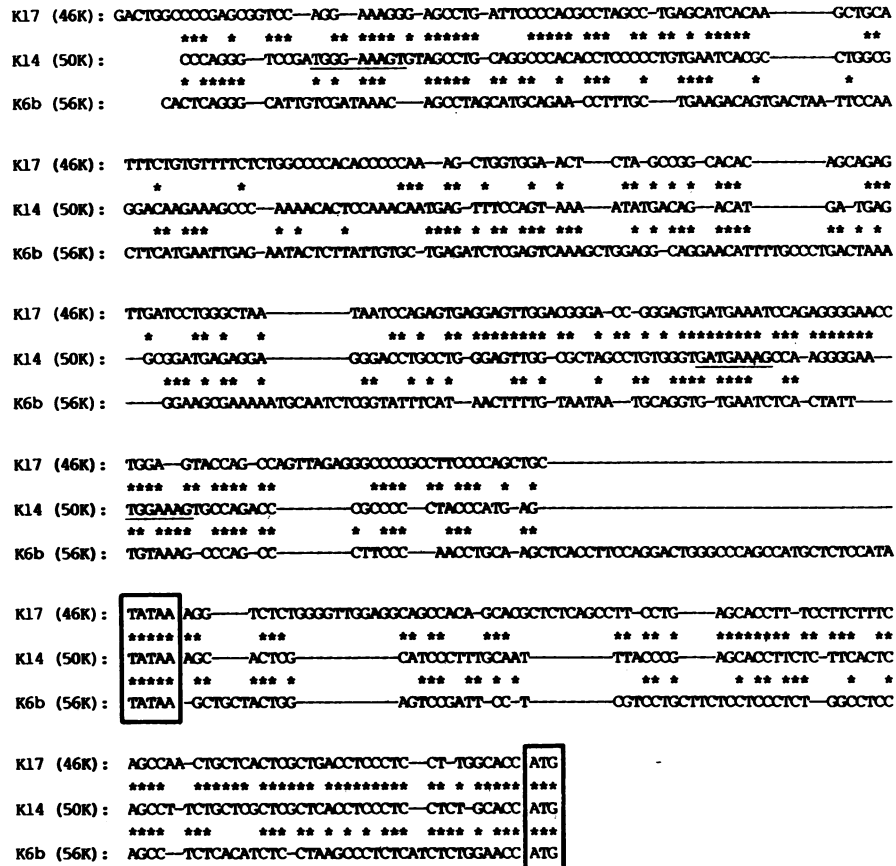 K17 (46K): GACTGGCCCCGAGCGGTCC--AGG--AAAGGG-AGCCTG-ATTCCCCACGCCTAGCC-TGAGCATCACAA--------GCTGCA
*** * *** ** *** ****** ***** ** ** * ** ***** **
K14 (50K): CCCAGGG--TCCGATGGG-AAAGTGTAGCCTG-CAGGCCCACACCTCCCCCTGTGAATCACGC--------CTGGCG
* ***** * ** *** ***** ** ** * *** ** * **** * *
K6b (56K): CACTCAGGG--CATTGTCGATAAAC--AGCCTAGCATGCAGAA-CCTTTGC---TGAAGACAGTGACTAA-TTCCAA
K17 (46K): TTTCTGTGTTTTCTCTGGCCCCACACCCCCAA--AG-CTGGTGGA-ACT---CTA-GCCGG-CACAC--------AGCAGAG
* * *** ** * * * ** * * * *** ***
K14 (50K): GGACAAGAAAGCCC--AAAACACTCCAAACAATGAG-TTTCCAGT-AAA---ATATGACAG--ACAT--------GA-TGAG
** *** * * * **** ** * ** *** * ** *** *** ** * *
K6b (56K): CTTCATGAATTGAG-AATACTCTTATTGTGC-TGAGATCTCGAGTCAAAGCTGGAGG-CAGGAACATTTTGCCCTGACTAAA
K17 (46K): TTGATCCTGGGCTAA---------TAATCCAGAGTGAGGAGTTGGACGGGA-CC-GGGAGTGATGAAATCCAGAGGGGAACC
* ** * * ** * ** ******* ** * *** ********* *** *******
K14 (50K): --GCGGATGAGAGGA---------GGGACCTGCCTG-GGAGTTGG-CGCTAGCCTGTGGGTGATGAAAGCCA-AGGGGAA--
*** * ** * ** * * * ** * * ** **** **** **
K6b (56K): ----GGAAGCGAAAAATGCAATCTCGGTATTTCAT--AACTTTTG-TAATAA--TGCAGGTG-TGAATCTCA-CTATT----
K17 (46K): TGGA--GTACCAG-CCAGTTAGAGGGCCCCGCCTTCCCCAGCTGC------------------------------------
**** ** **** ** **** ** *** * *
K14 (50K): TGGAAAGTGCCAGACC--------CGCCCC--CTACCCATG-AG-------------------------------------
** **** **** ** * *** *** **
K6b (56K): TGTAAAG-CCCAG-CC--------CTTCCC---AACCTGCA-AGCTCACCTTCCAGGACTGGGCCCAGCCATGCTCTCCATA
K17 (46K): TATAA AGG----TCTCTGGGGTTGGAGGCAGCCACA-GCACGCTCTCAGCCTT-CCTG----AGCACCTT-TCCTTCTTTC
***** ** *** ** ** *** ** ** * ******** ** ** *
K14 (50K): TATAA AGC----ACTCG-----------CATCCCTTTGCAAT----------TTACCCG----AGCACCTTCTC-TTCACTC
***** ** ** *** ** * * ** * * ** *** * *
K6b (56K): TATAA -GCTGCTACTGG-----------AGTCCGATT-CC-T---------CGTCCTGCTTCTCCTCCCTCT-GGCCTCC
K17 (46K): AGCCAA-CTGCTCACTCGCTGACCTCCCTC--CT-TGGCACC ATG
**** ****** ****** *********** ** * ***** ***
K14 (50K): AGCCT-TCTGCTCGCTCGCTCACCTCCCTC--CTCT-GCACC ATG
**** *** *** ** * * * ** **** ** * *** ***
K6b (56K): AGCC--TCTCACATCTC-CTAAGCCCTCTCATCTCTGGAACC ATG